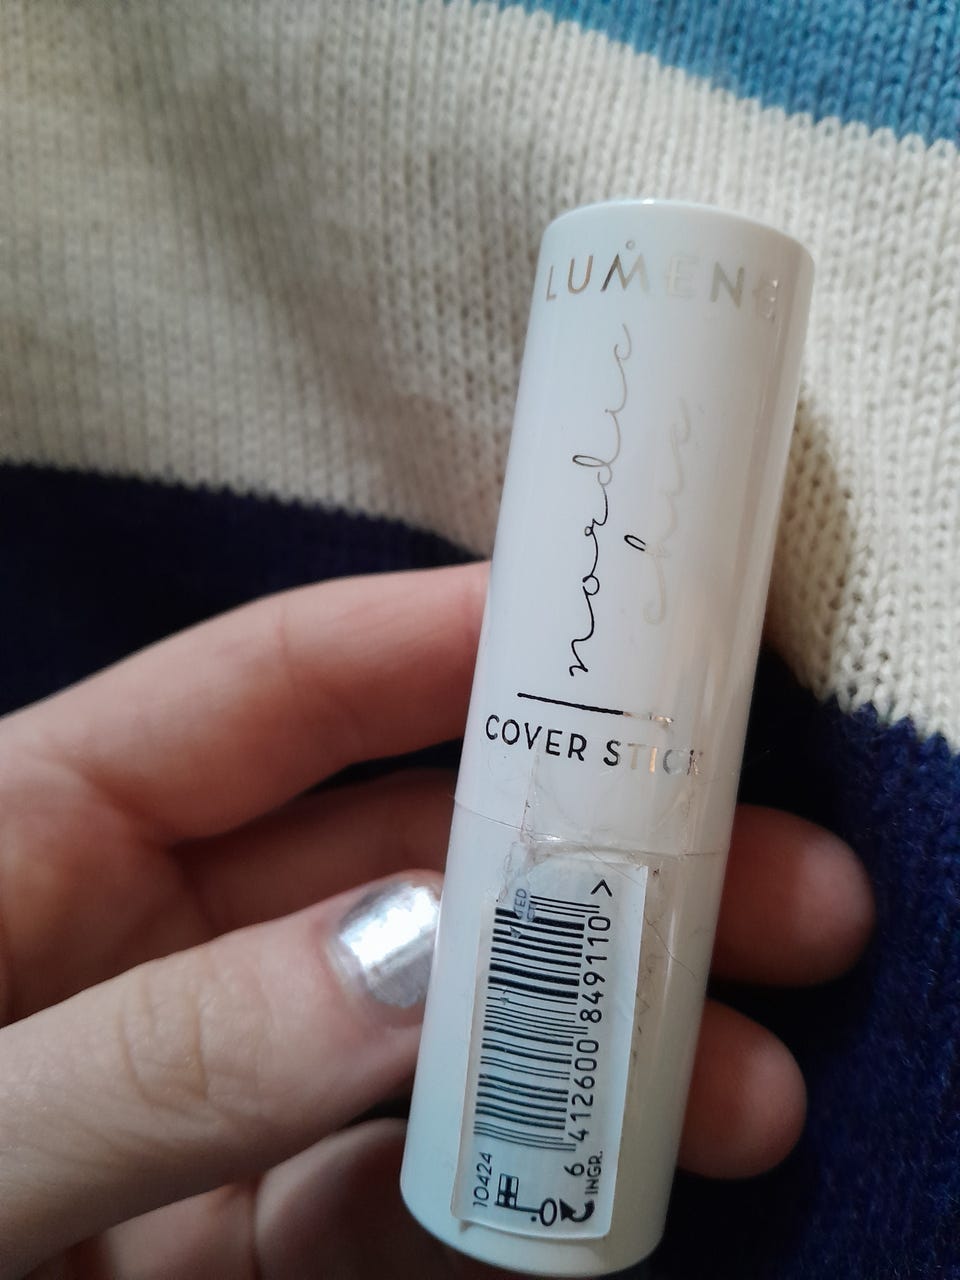 LUMENE
nordic
chic
COVER STICK
6 412600 849110 >
INGR.
10424